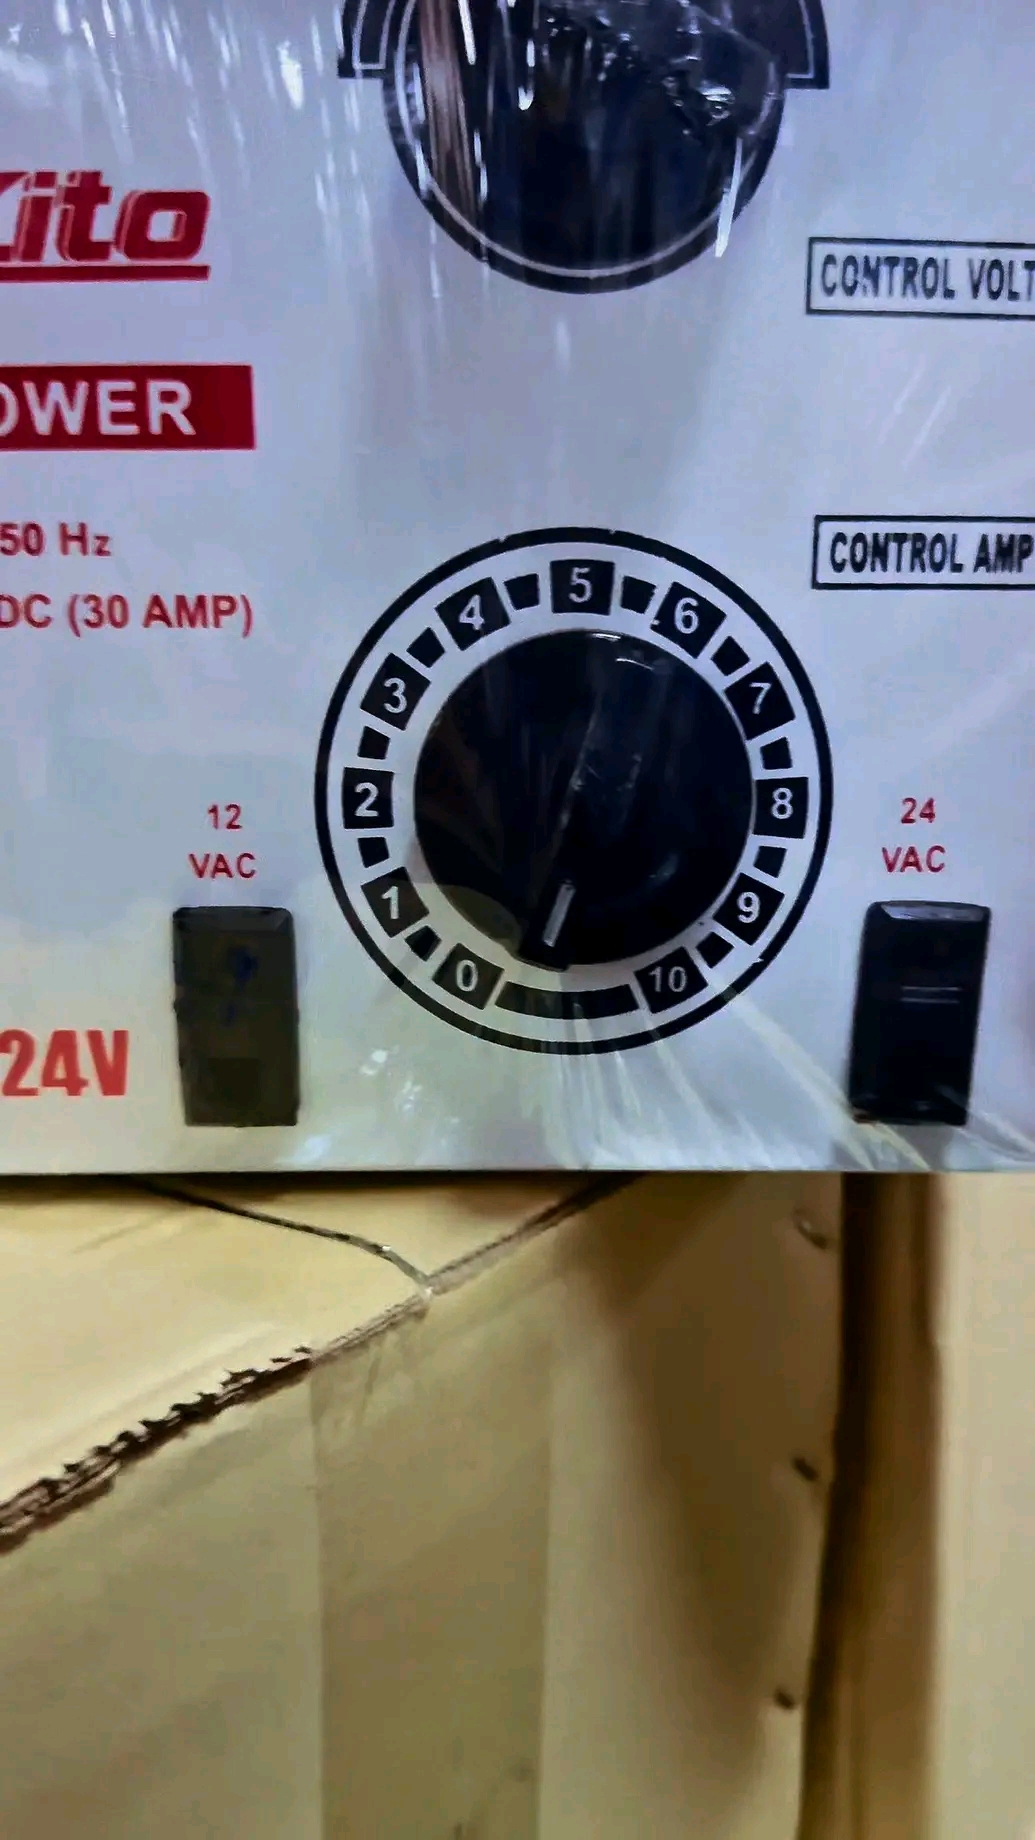 ito
CONTROL VOLT
OWER
50 Hz
CONTROL AMP
DC (30 AMP)
5
4
6
3
7
2
8
1
9
0
10
12
VAC
24
VAC
24V